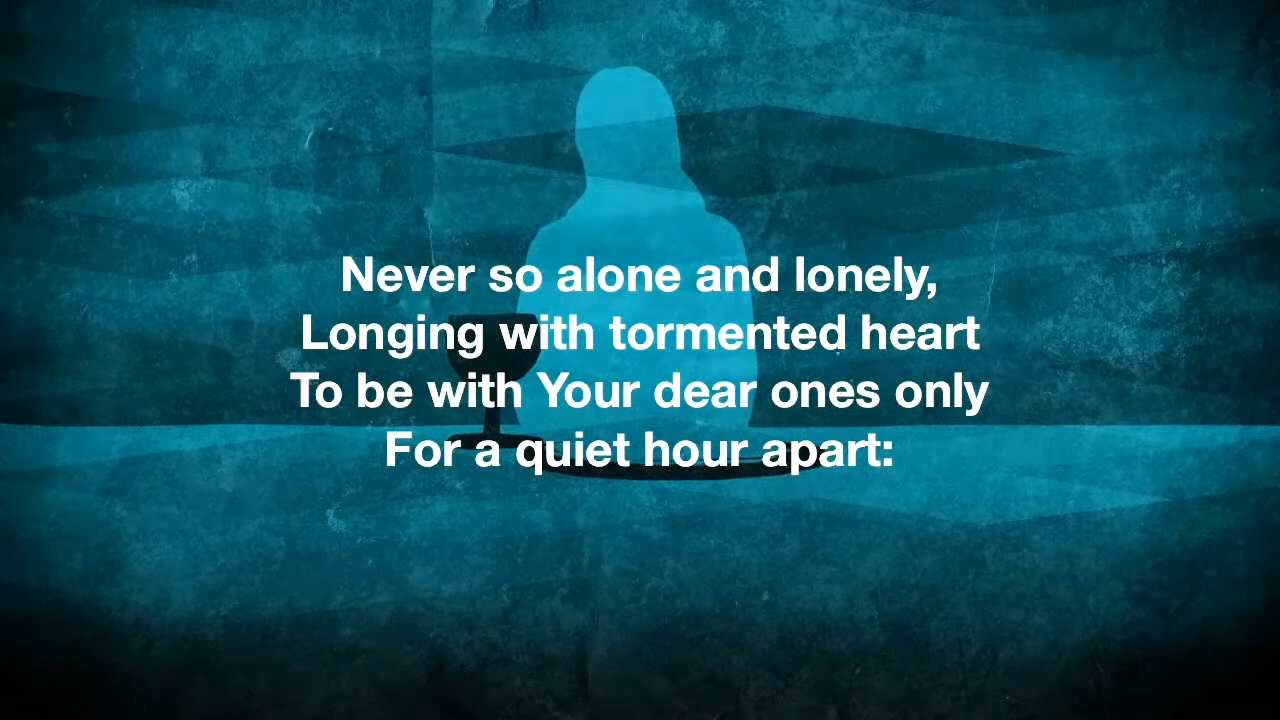 Never so alone and lonely,
Longing with tormented heart
To be with Your dear ones only
For a quiet hour apart: